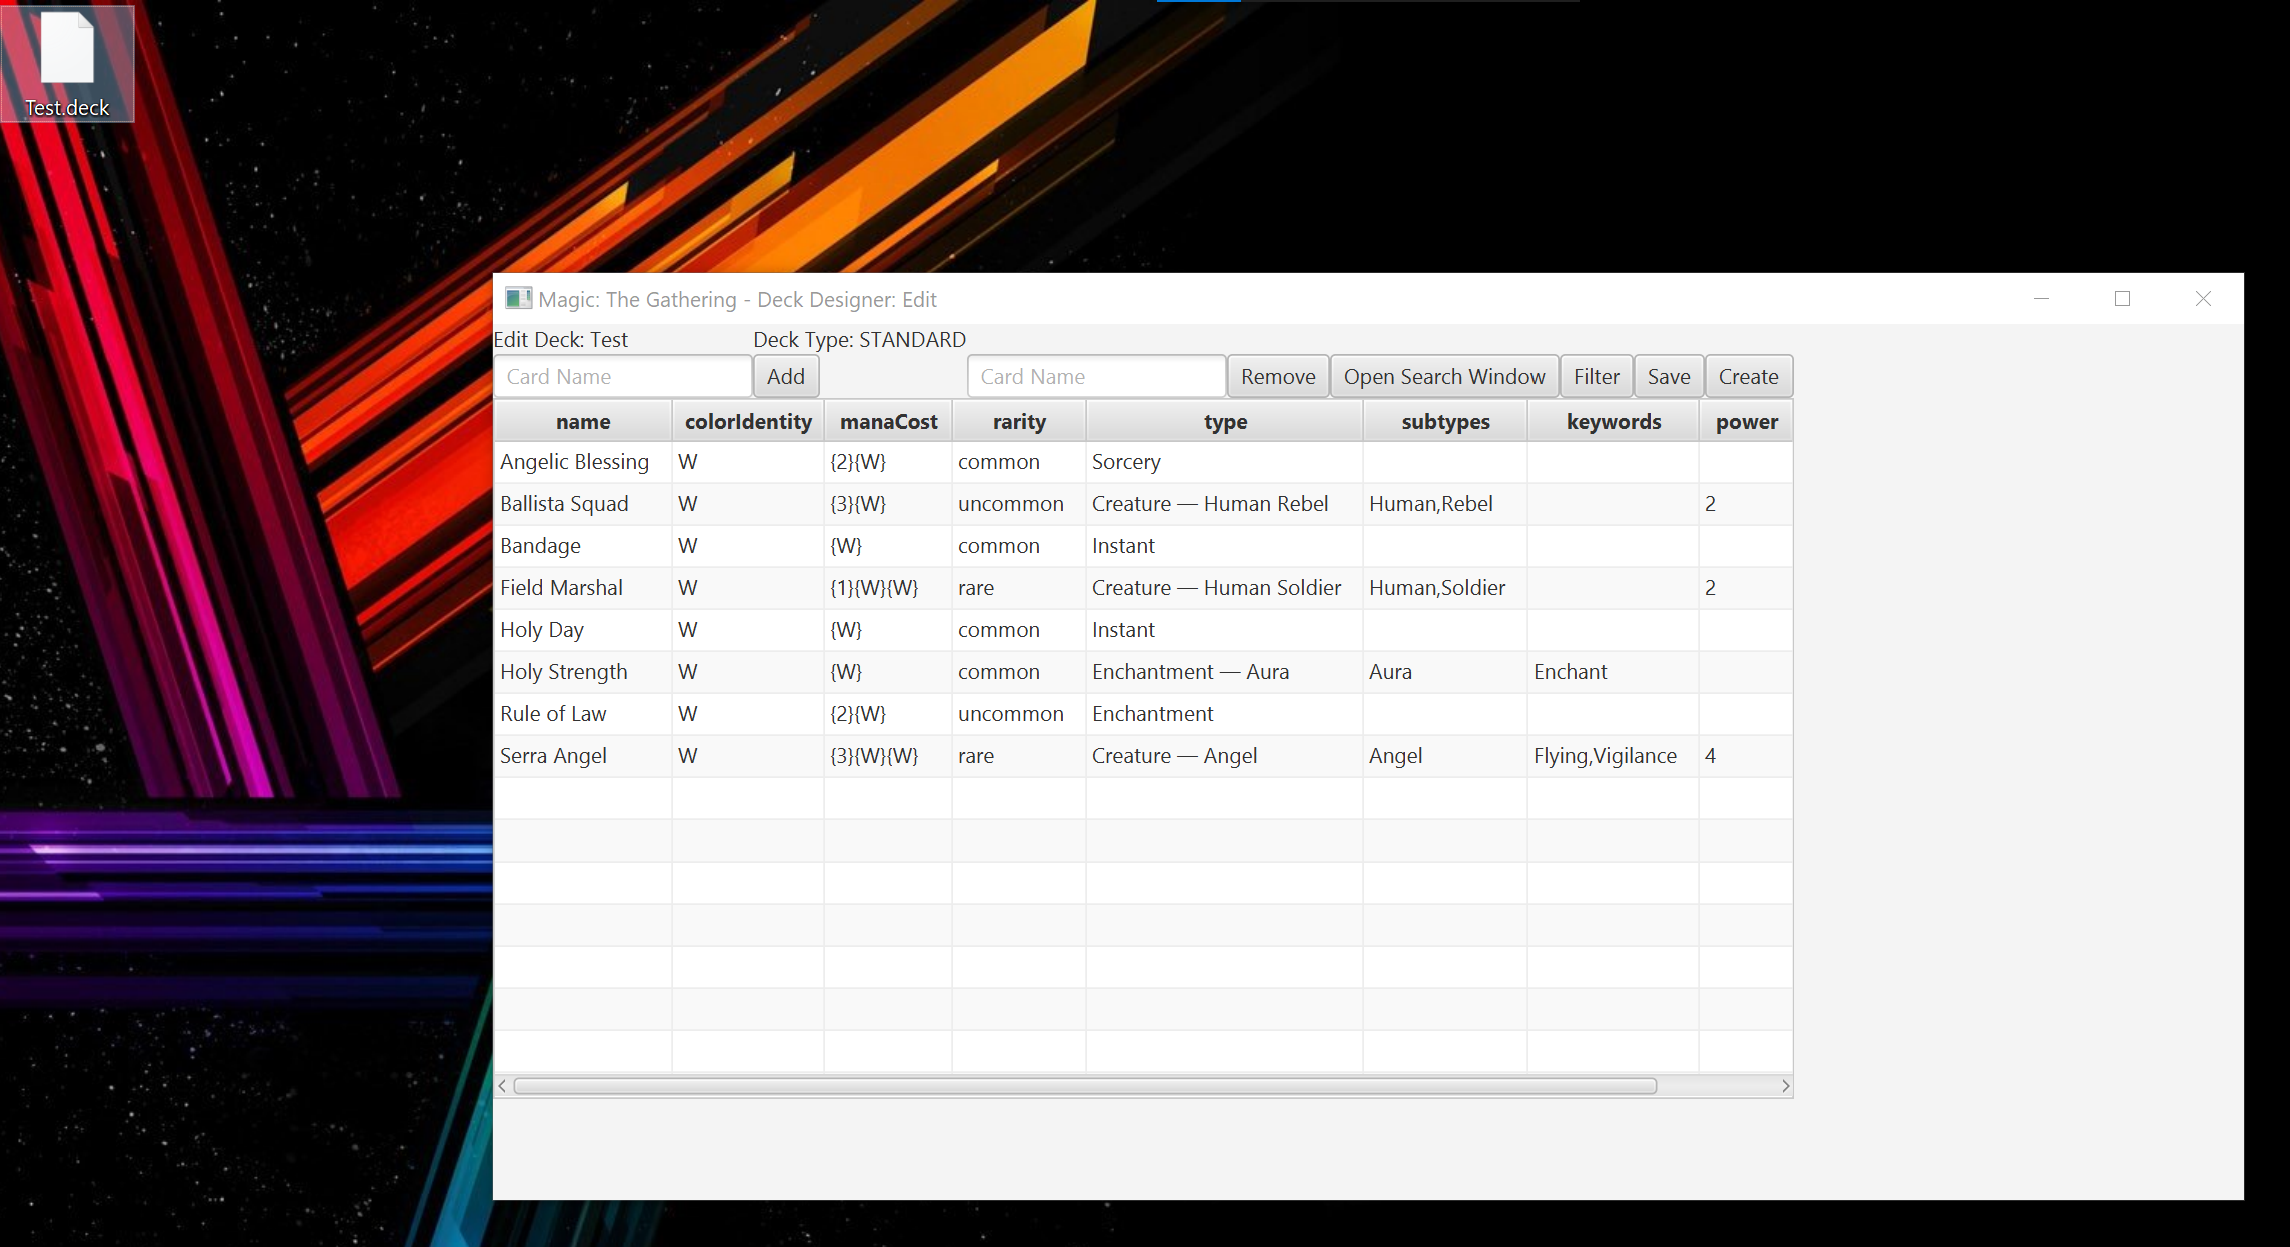 Test.deck
Magic: The Gathering - Deck Designer: Edit
Edit Deck: Test Deck Type: STANDARD
Card Name Add Card Name Remove Open Search Window Filter Save Create
name colorIdentity manaCost rarity type subtypes keywords power
Angelic Blessing W {2}{W} common Sorcery
Ballista Squad W {3}{W} uncommon Creature — Human Rebel Human,Rebel 2
Bandage W {W} common Instant
Field Marshal W {1}{W}{W} rare Creature — Human Soldier Human,Soldier 2
Holy Day W {W} common Instant
Holy Strength W {W} common Enchantment — Aura Aura Enchant
Rule of Law W {2}{W} uncommon Enchantment
Serra Angel W {3}{W}{W} rare Creature — Angel Angel Flying,Vigilance 4